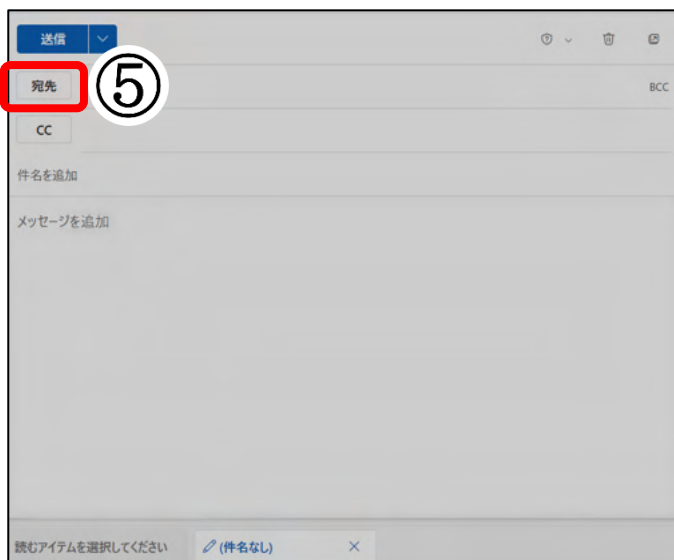 送信
宛先
⑤
BCC
CC
件名を追加
メッセージを追加
読むアイテムを選択してください
(件名なし)